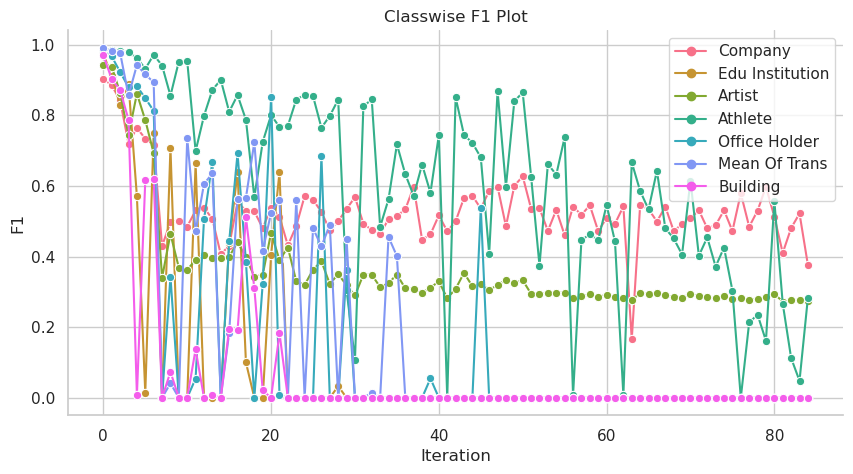 Classwise F1 Plot
1.0
0.8
0.6
0.4
0.2
0.0
F1
0
20
40
60
80
Iteration
Company
Edu Institution
Artist
Athlete
Office Holder
Mean Of Trans
Building